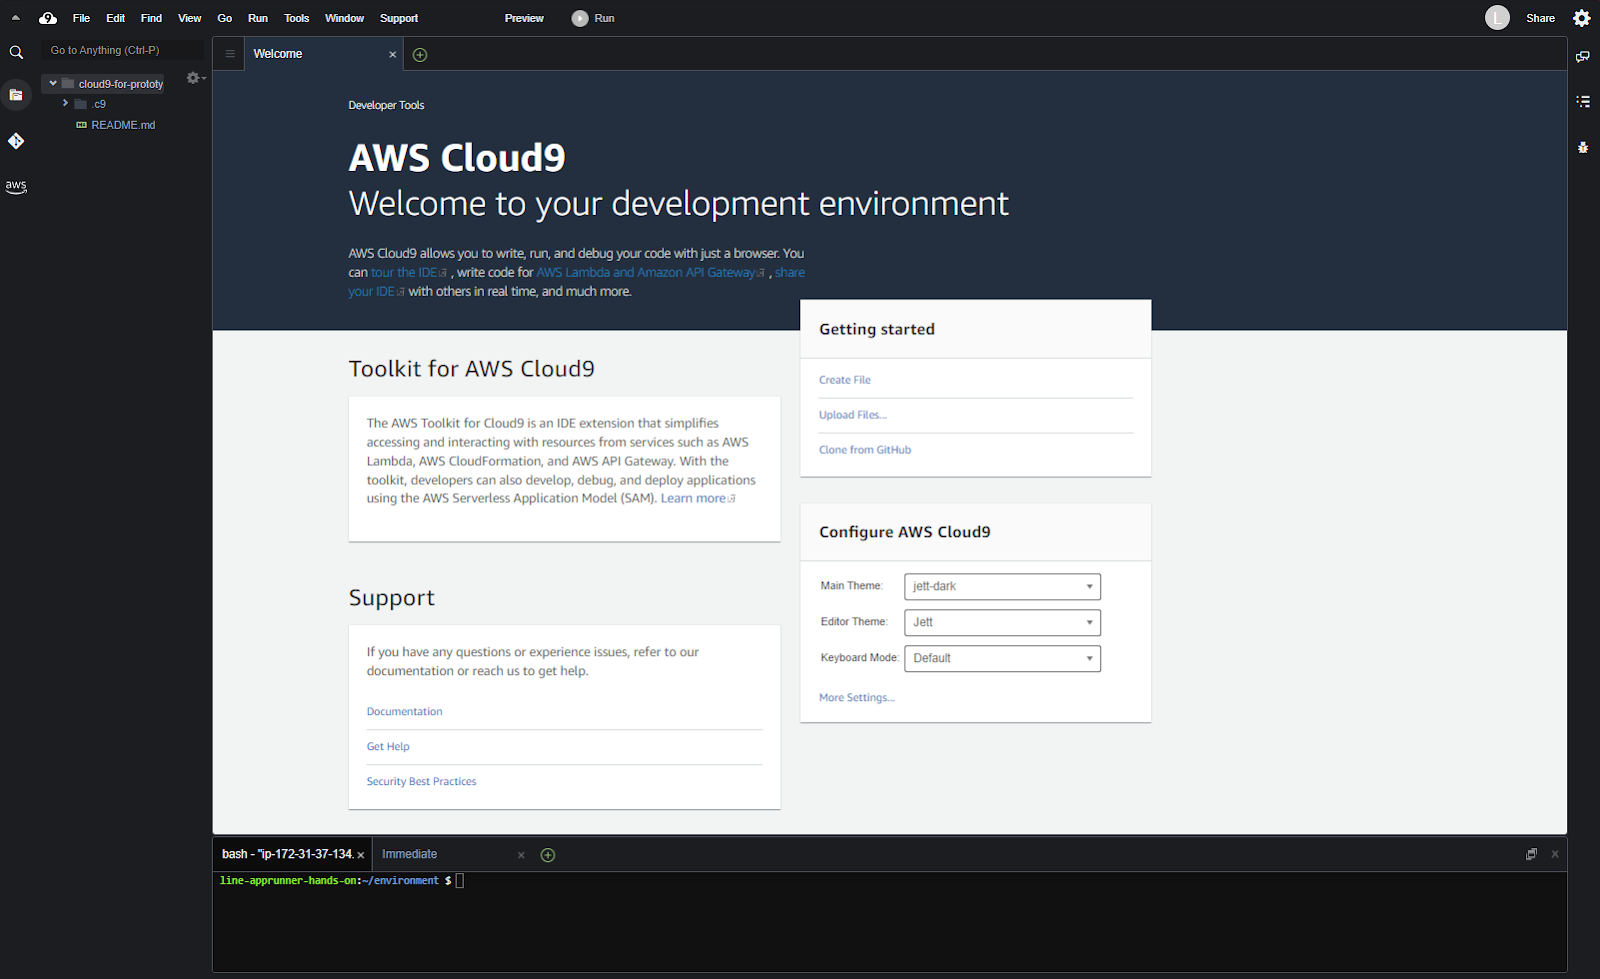 File Edit Find View Go Run Tools Window Support Preview Run L Share
Go to Anything (Ctrl-P)
cloud9-for-prototy
.c9
README.md
aws
Welcome
Developer Tools
AWS Cloud9
Welcome to your development environment
AWS Cloud9 allows you to write, run, and debug your code with just a browser. You
can tour the IDE , write code for AWS Lambda and Amazon API Gateway , share
your IDE with others in real time, and much more.
Toolkit for AWS Cloud9
The AWS Toolkit for Cloud9 is an IDE extension that simplifies
accessing and interacting with resources from services such as AWS
Lambda, AWS CloudFormation, and AWS API Gateway. With the
toolkit, developers can also develop, debug, and deploy applications
using the AWS Serverless Application Model (SAM). Learn more
Support
If you have any questions or experience issues, refer to our
documentation or reach us to get help.
Documentation
Get Help
Security Best Practices
Getting started
Create File
Upload Files...
Clone from GitHub
Configure AWS Cloud9
Main Theme: jett-dark
Editor Theme: Jett
Keyboard Mode: Default
More Settings...
bash - "ip-172-31-37-134. Immediate
line-apprunner-hands-on:~/environment $